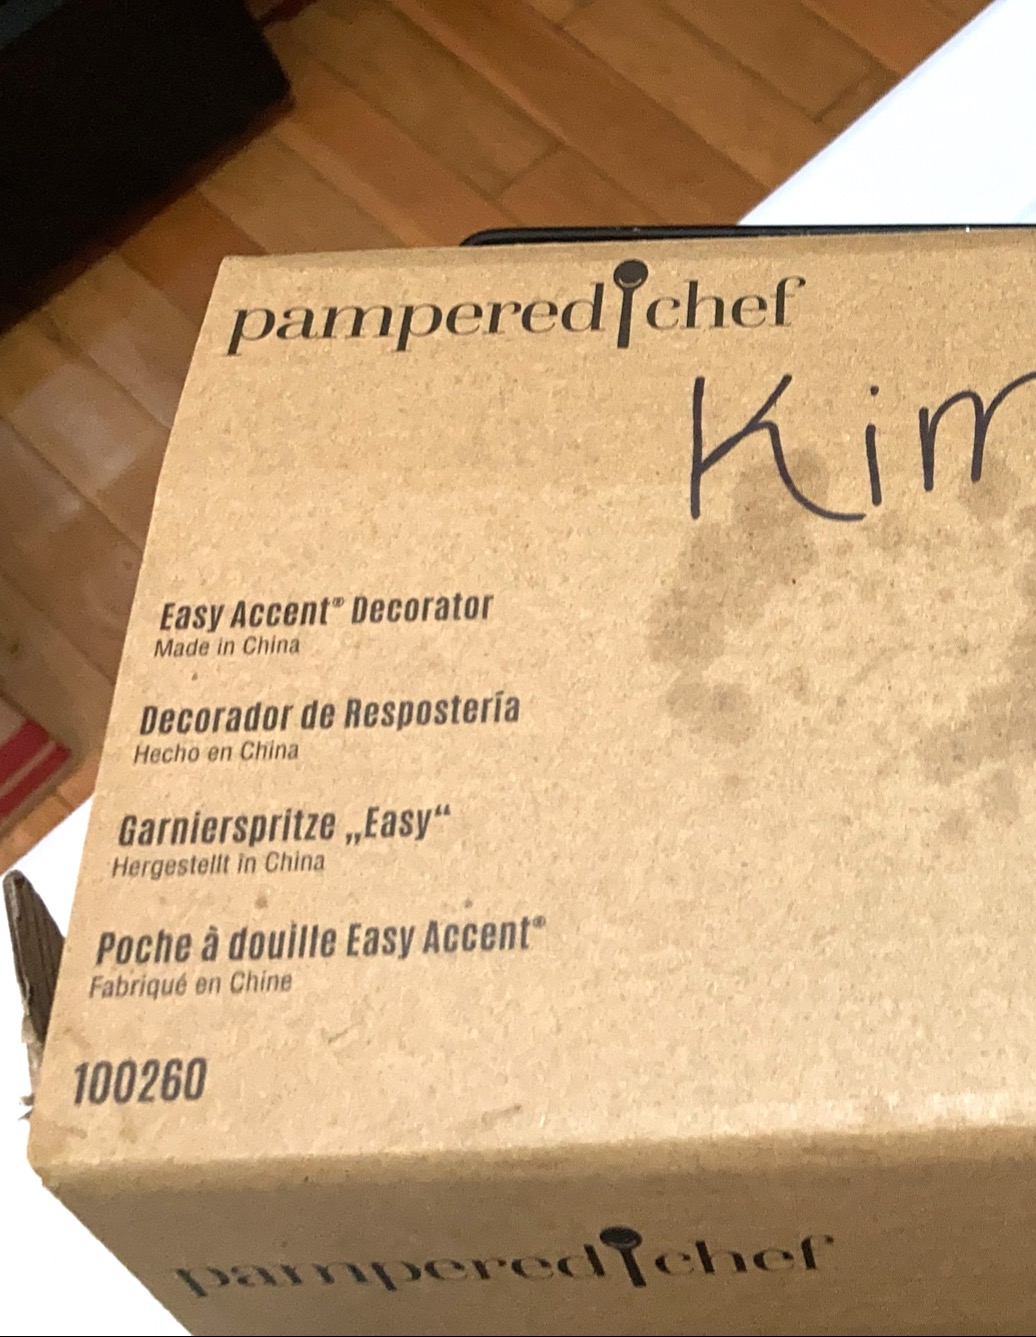 pampered chef
Kim
Easy Accent® Decorator
Made in China
Decorador de Respostería
Hecho en China
Garnierspritze „Easy“
Hergestellt in China
Poche à douille Easy Accent®
Fabriqué en Chine
100260
pampered chef